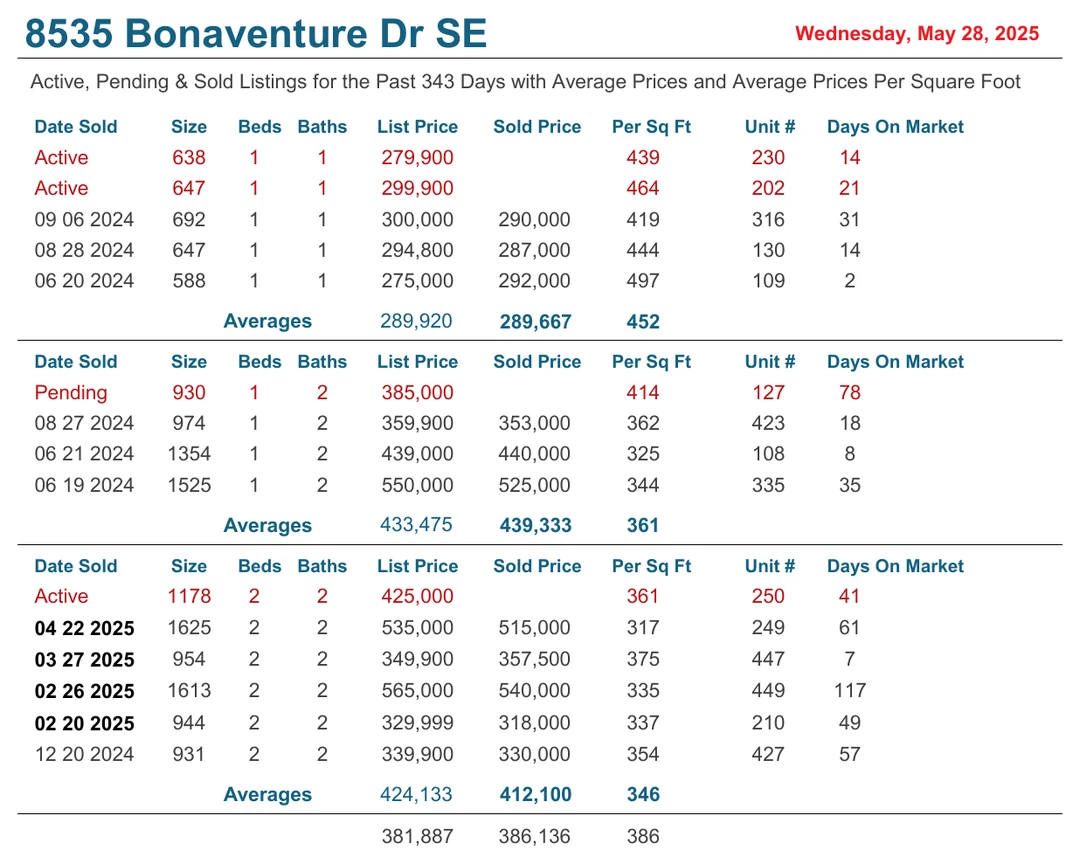 8535 Bonaventure Dr SE Wednesday, May 28, 2025
Active, Pending & Sold Listings for the Past 343 Days with Average Prices and Average Prices Per Square Foot
Date Sold Size Beds Baths List Price Sold Price Per Sq Ft Unit # Days On Market
Active 638 1 1 279,900 439 230 14
Active 647 1 1 299,900 464 202 21
09 06 2024 692 1 1 300,000 290,000 419 316 31
08 28 2024 647 1 1 294,800 287,000 444 130 14
06 20 2024 588 1 1 275,000 292,000 497 109 2
Averages 289,920 289,667 452
Date Sold Size Beds Baths List Price Sold Price Per Sq Ft Unit # Days On Market
Pending 930 1 2 385,000 414 127 78
08 27 2024 974 1 2 359,900 353,000 362 423 18
06 21 2024 1354 1 2 439,000 440,000 325 108 8
06 19 2024 1525 1 2 550,000 525,000 344 335 35
Averages 433,475 439,333 361
Date Sold Size Beds Baths List Price Sold Price Per Sq Ft Unit # Days On Market
Active 1178 2 2 425,000 361 250 41
04 22 2025 1625 2 2 535,000 515,000 317 249 61
03 27 2025 954 2 2 349,900 357,500 375 447 7
02 26 2025 1613 2 2 565,000 540,000 335 449 117
02 20 2025 944 2 2 329,999 318,000 337 210 49
12 20 2024 931 2 2 339,900 330,000 354 427 57
Averages 424,133 412,100 346
381,887 386,136 386